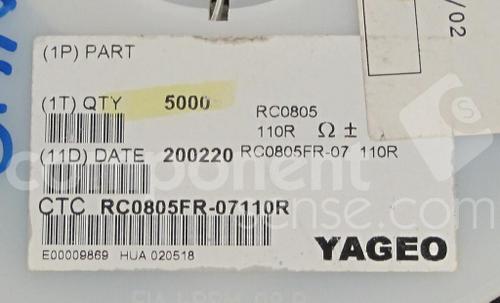 /02
(1P) PART
(1T) QTY 5000
RC0805
110R Ω ±
(11D) DATE 200220 RC0805FR-07 110R
component
sense.com
CTC RC0805FR-07110R
E00009869 HUA 020518
YAGEO